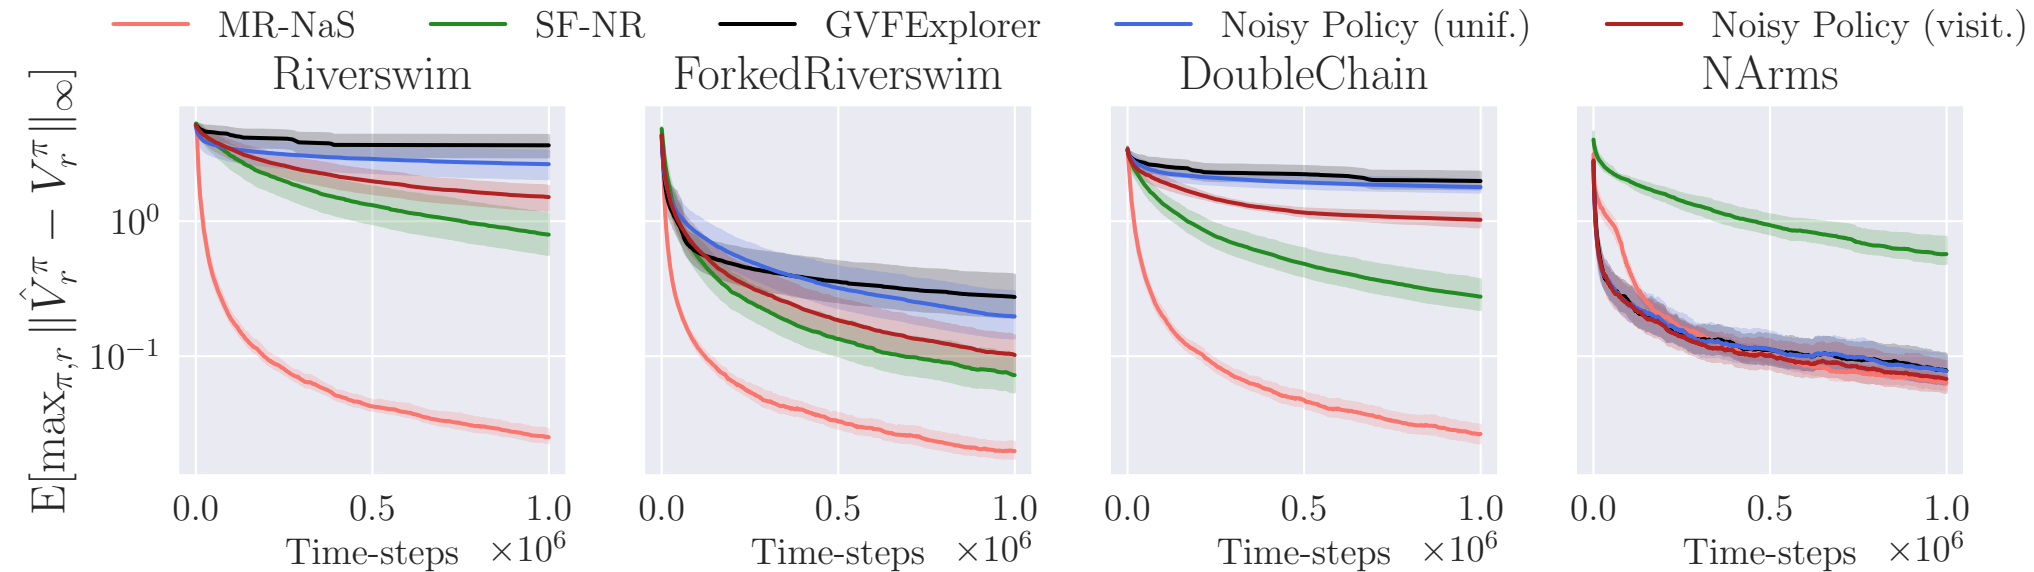 MR-NaS SF-NR GVFExplorer Noisy Policy (unif.) Noisy Policy (visit.)
Riverswim ForkedRiverswim DoubleChain NArms
E[max_{π,r} ||V̂_r^π − V_r^π||_∞]
10^0
10^{-1}
0.0 0.5 1.0 0.0 0.5 1.0 0.0 0.5 1.0 0.0 0.5 1.0
Time-steps ×10^6 Time-steps ×10^6 Time-steps ×10^6 Time-steps ×10^6